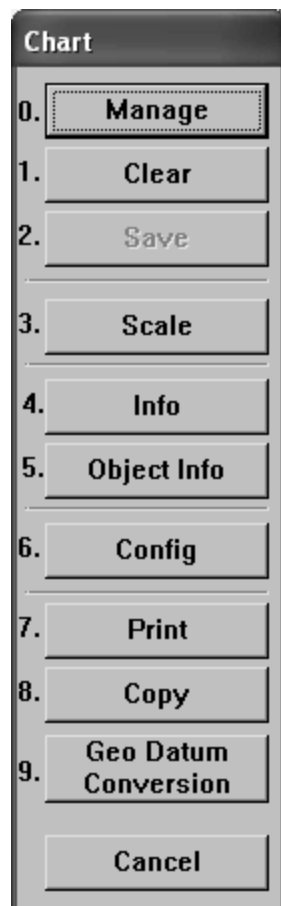 Chart
0. Manage
1. Clear
2. Save
3. Scale
4. Info
5. Object Info
6. Config
7. Print
8. Copy
9. Geo Datum
Conversion
Cancel